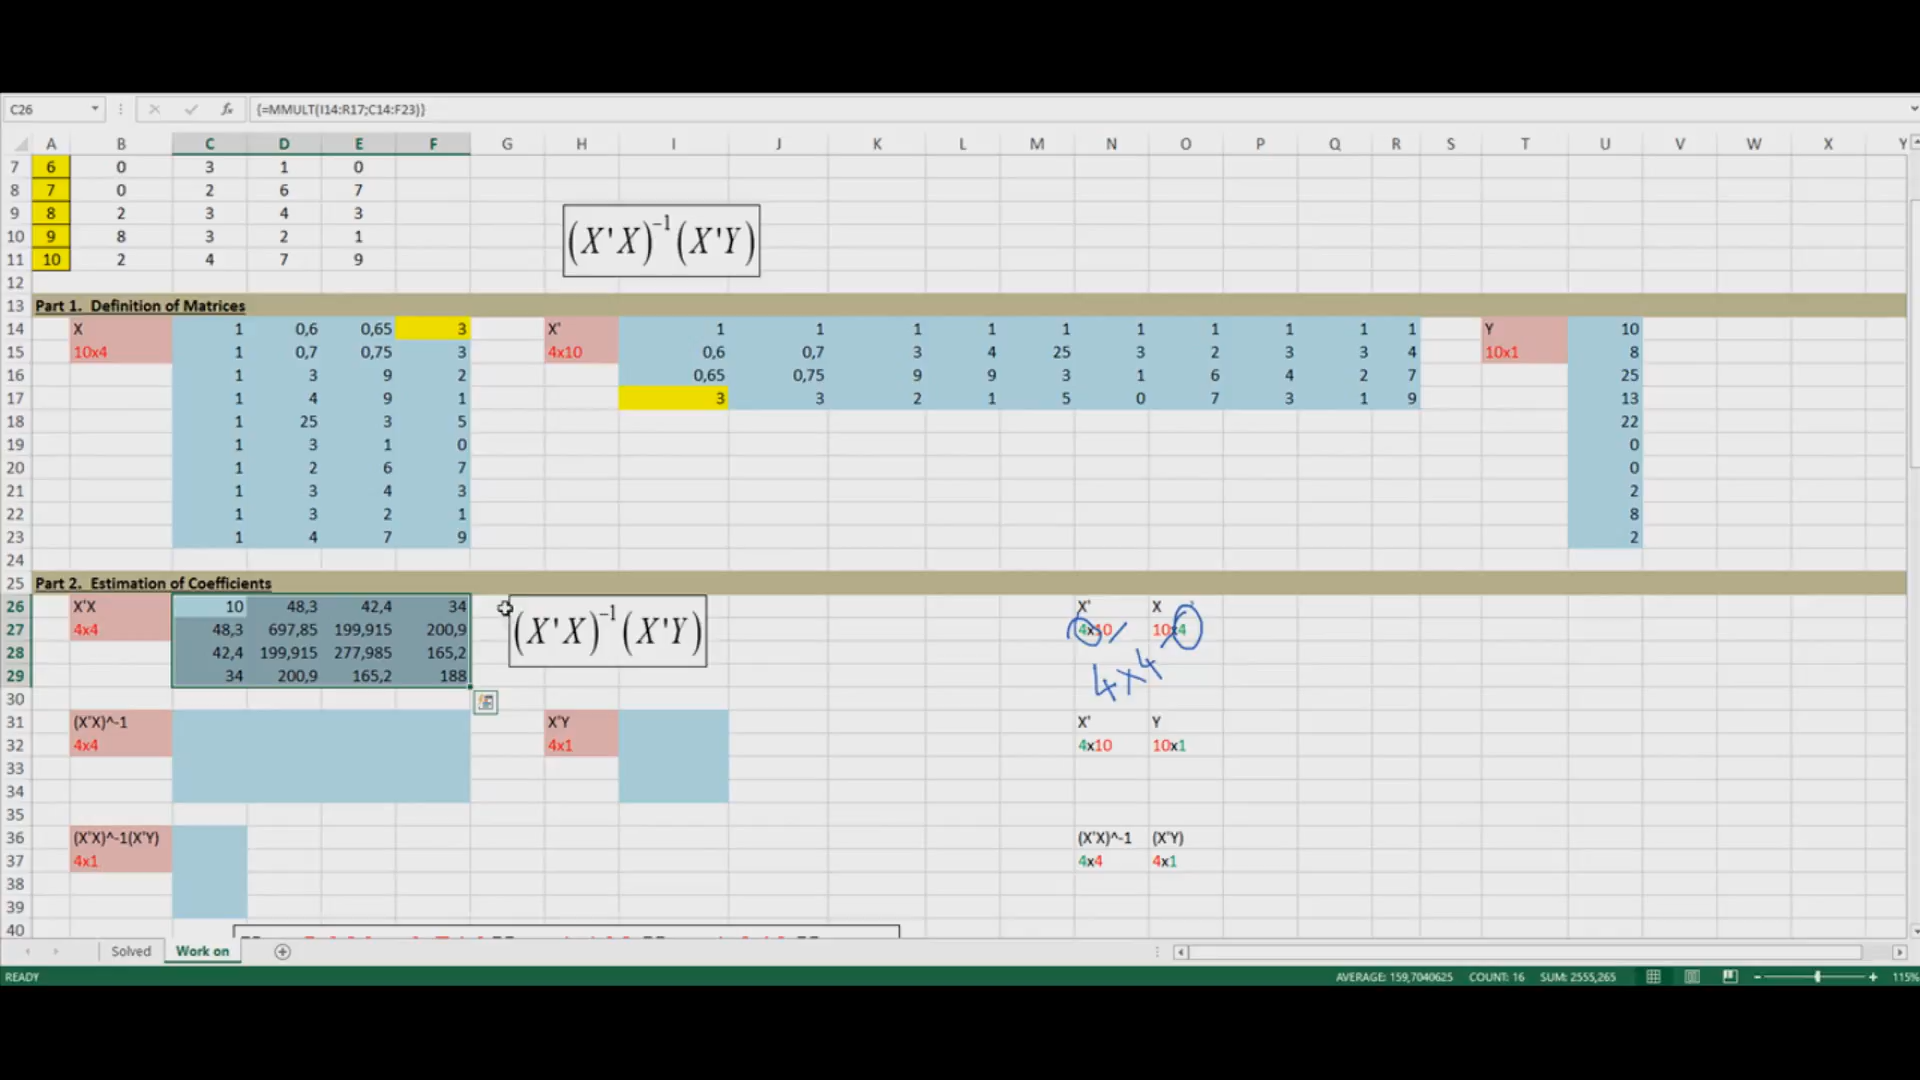 C26 {=MMULT(I14:R17;C14:F23)}
A B C D E F G H I J K L M N O P Q R S T U V W X Y
7 6 0 3 1 0
8 7 0 2 6 7
9 8 2 3 4 3
10 9 8 3 2 1
11 10 2 4 7 9
(X'X)⁻¹(X'Y)
12
13 Part 1. Definition of Matrices
14 X 1 0,6 0,65 3 X' 1 1 1 1 1 1 1 1 1 1 Y 10
15 10x4 1 0,7 0,75 3 4x10 0,6 0,7 3 4 25 3 2 3 3 4 10x1 8
16 1 3 9 2 0,65 0,75 9 9 3 1 6 4 2 7 25
17 1 4 9 1 3 3 2 1 5 0 7 3 1 9 13
18 1 25 3 5 22
19 1 3 1 0 0
20 1 2 6 7 0
21 1 3 4 3 2
22 1 3 2 1 8
23 1 4 7 9 2
24
25 Part 2. Estimation of Coefficients
26 X'X 10 48,3 42,4 34 X' X
27 4x4 48,3 697,85 199,915 200,9 (X'X)⁻¹(X'Y) 4x10 10x4
28 42,4 199,915 277,985 165,2 4x4
29 34 200,9 165,2 188
30
31 (X'X)^-1 X'Y X' Y
32 4x4 4x1 4x10 10x1
33
34
35
36 (X'X)^-1(X'Y) (X'X)^-1 (X'Y)
37 4x1 4x4 4x1
38
39
40
Solved Work on
READY AVERAGE: 159,7040625 COUNT: 16 SUM: 2555,265 115%